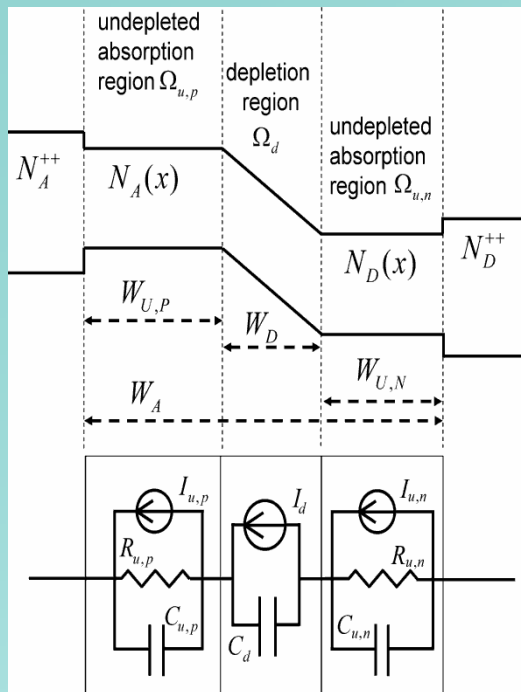 undepleted
absorption
region Ω_{u,p}
depletion
region
Ω_d
undepleted
absorption
region Ω_{u,n}
N_A^{++}
N_A(x)
N_D(x)
N_D^{++}
W_{U,P}
W_D
W_{U,N}
W_A
I_{u,p}
I_d
I_{u,n}
R_{u,p}
R_{u,n}
C_{u,p}
C_d
C_{u,n}